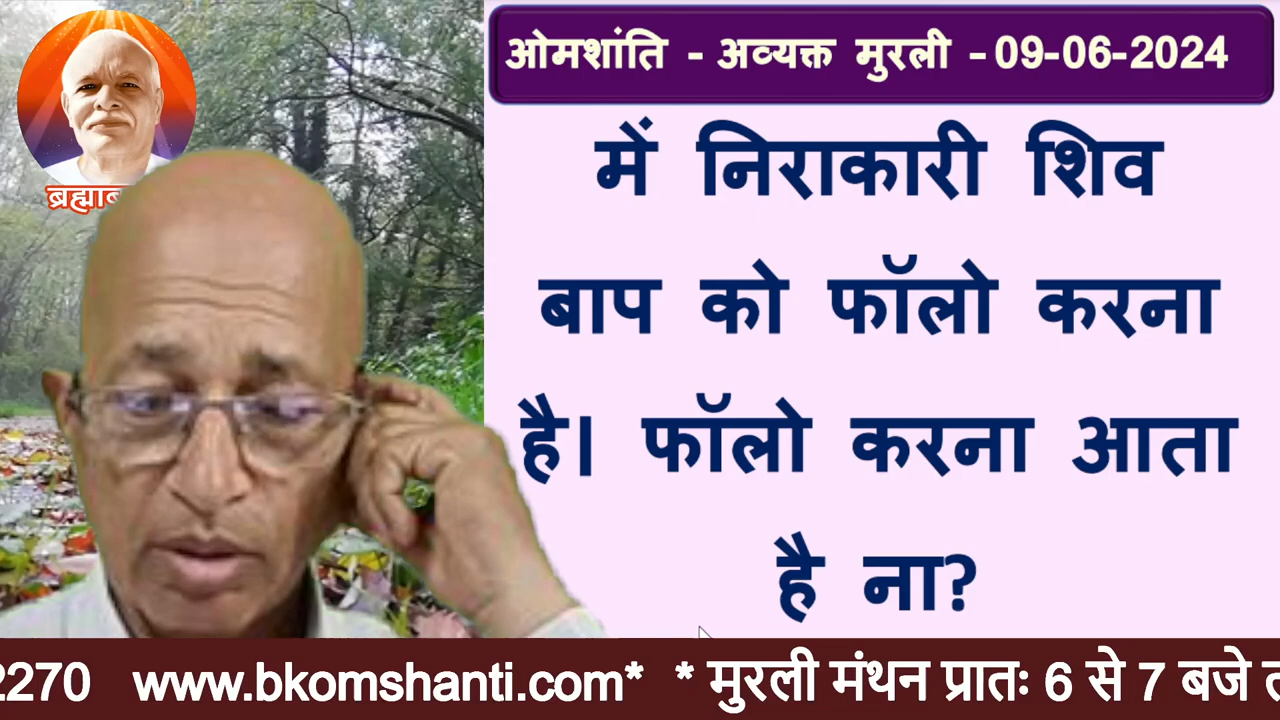 ओमशांति - अव्यक्त मुरली - 09-06-2024
में निराकारी शिव
बाप को फॉलो करना
है। फॉलो करना आता
है ना?
ब्रह्माब
2270 www.bkomshanti.com* * मुरली मंथन प्रातः 6 से 7 बजे